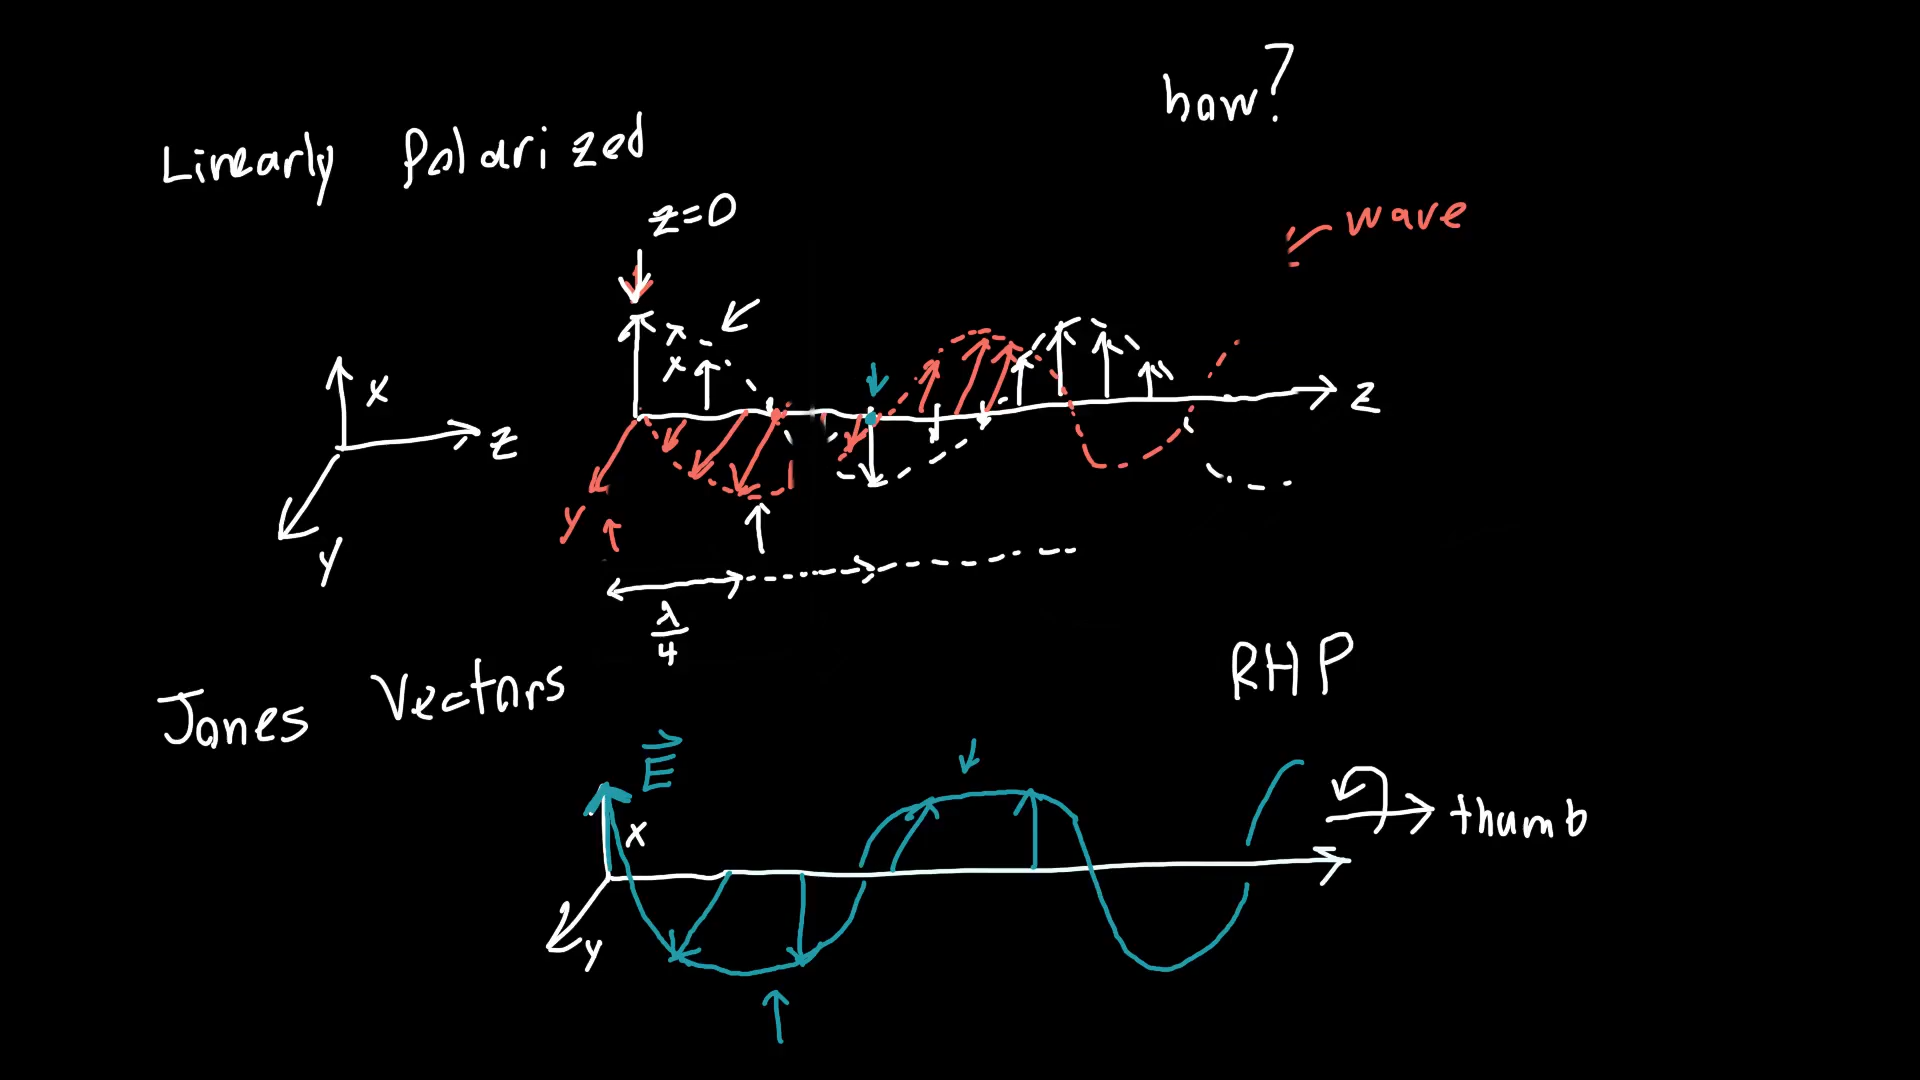 how?
Linearly Polarized
z=0
wave
x
z
y
x
z
y
λ/4
RHP
Jones Vectors
E
x
thumb
y